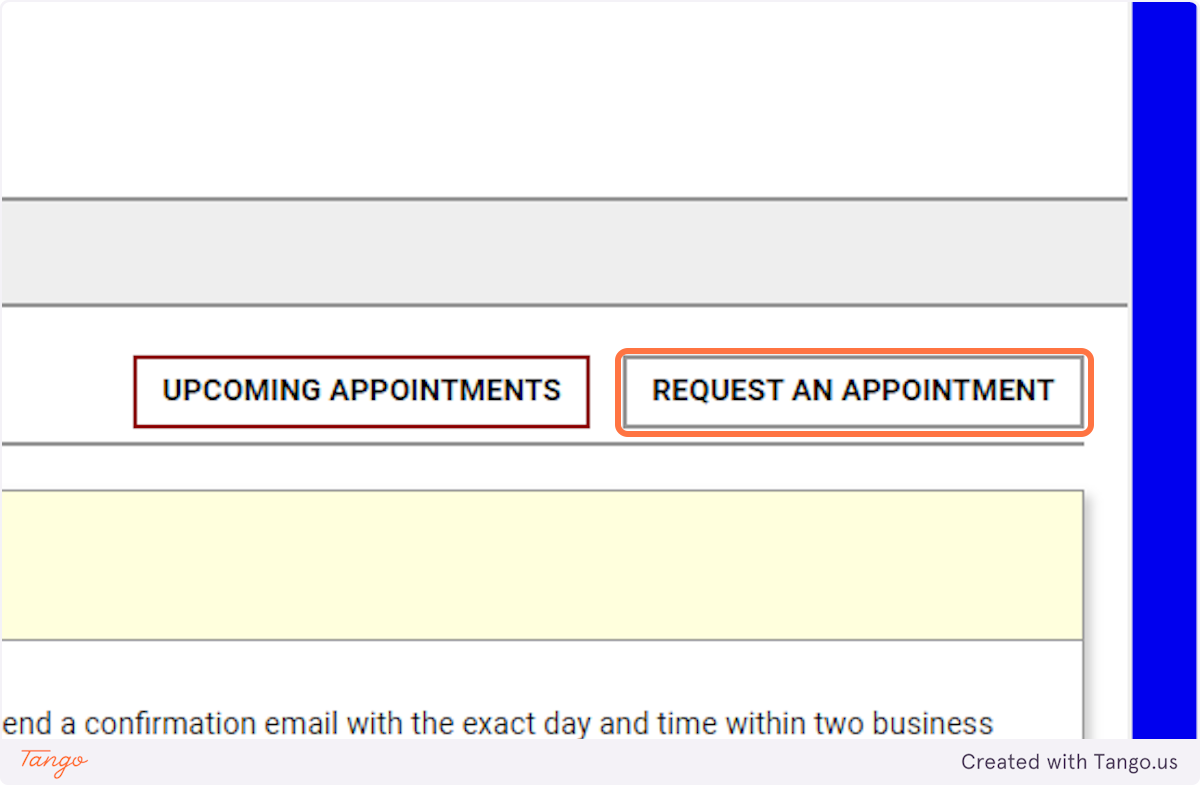 UPCOMING APPOINTMENTS REQUEST AN APPOINTMENT
end a confirmation email with the exact day and time within two business
Tango Created with Tango.us